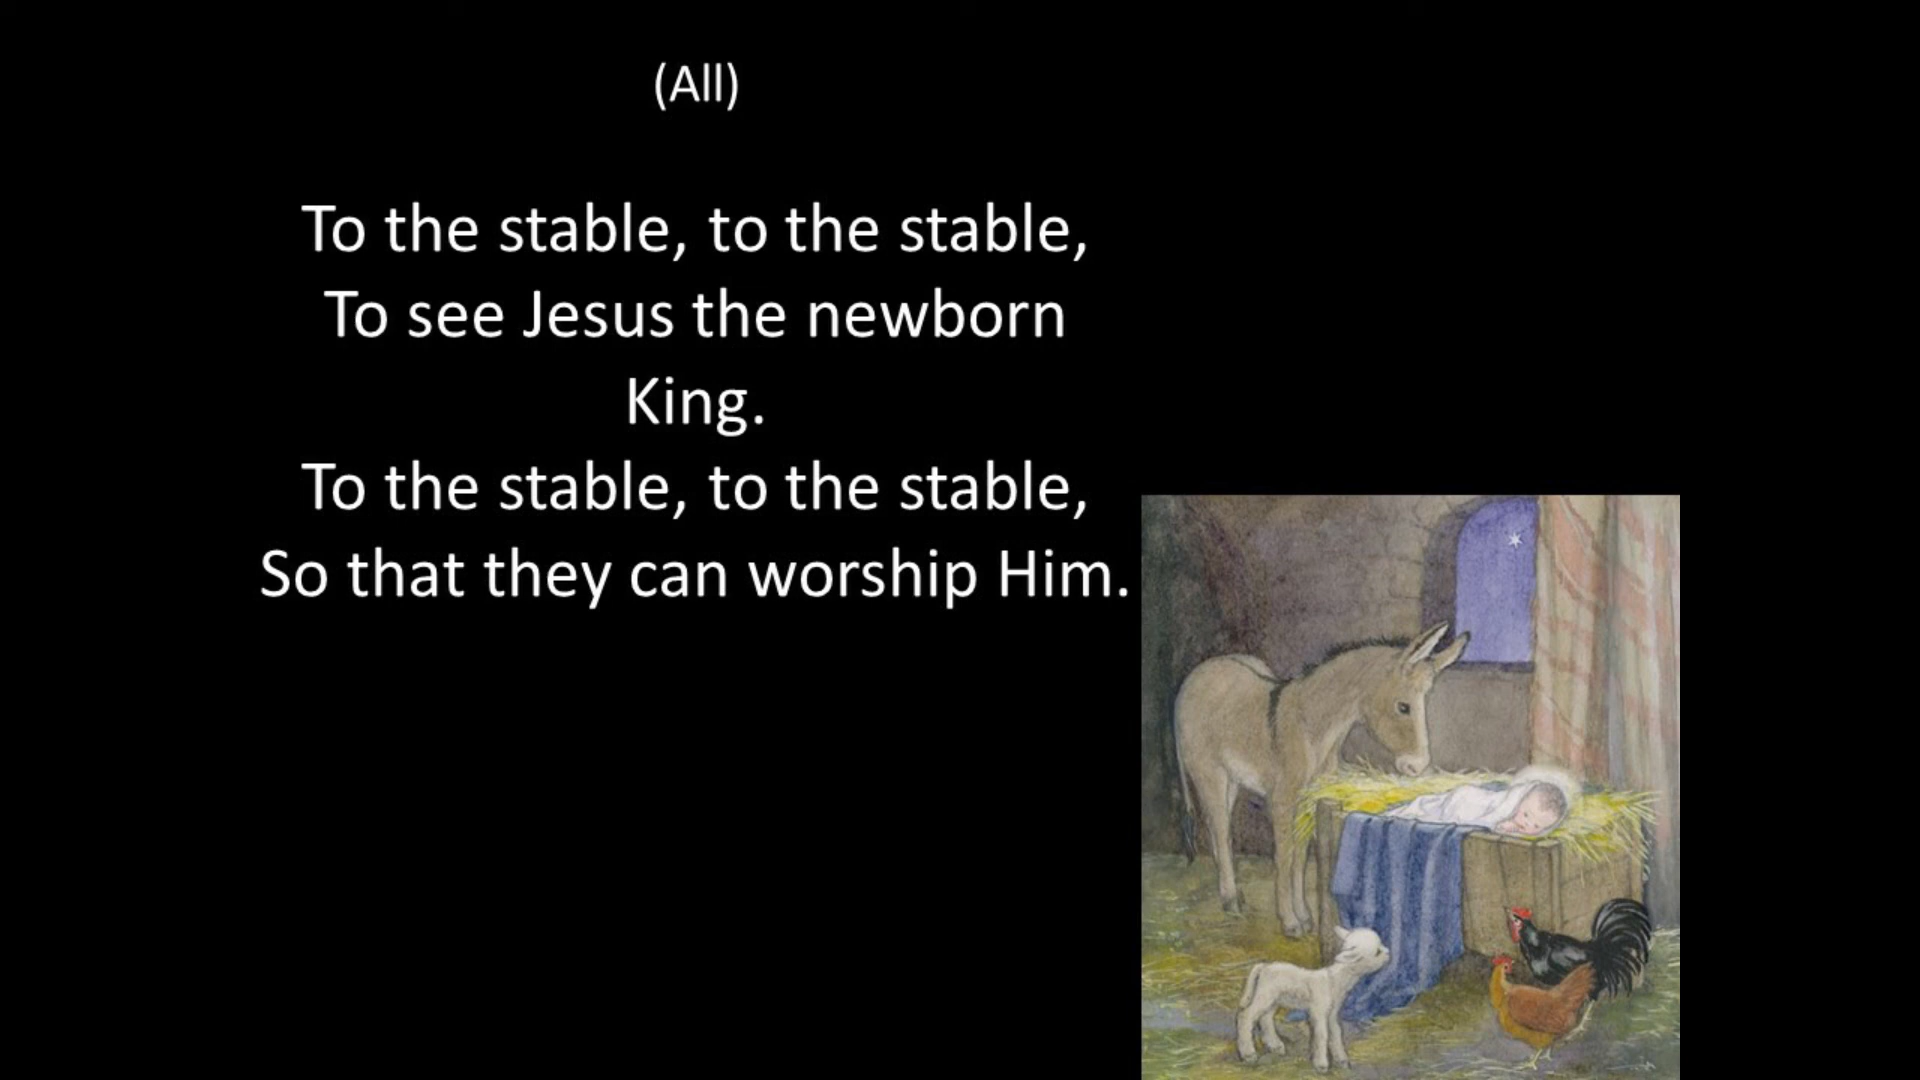 (All)
To the stable, to the stable,
To see Jesus the newborn
King.
To the stable, to the stable,
So that they can worship Him.